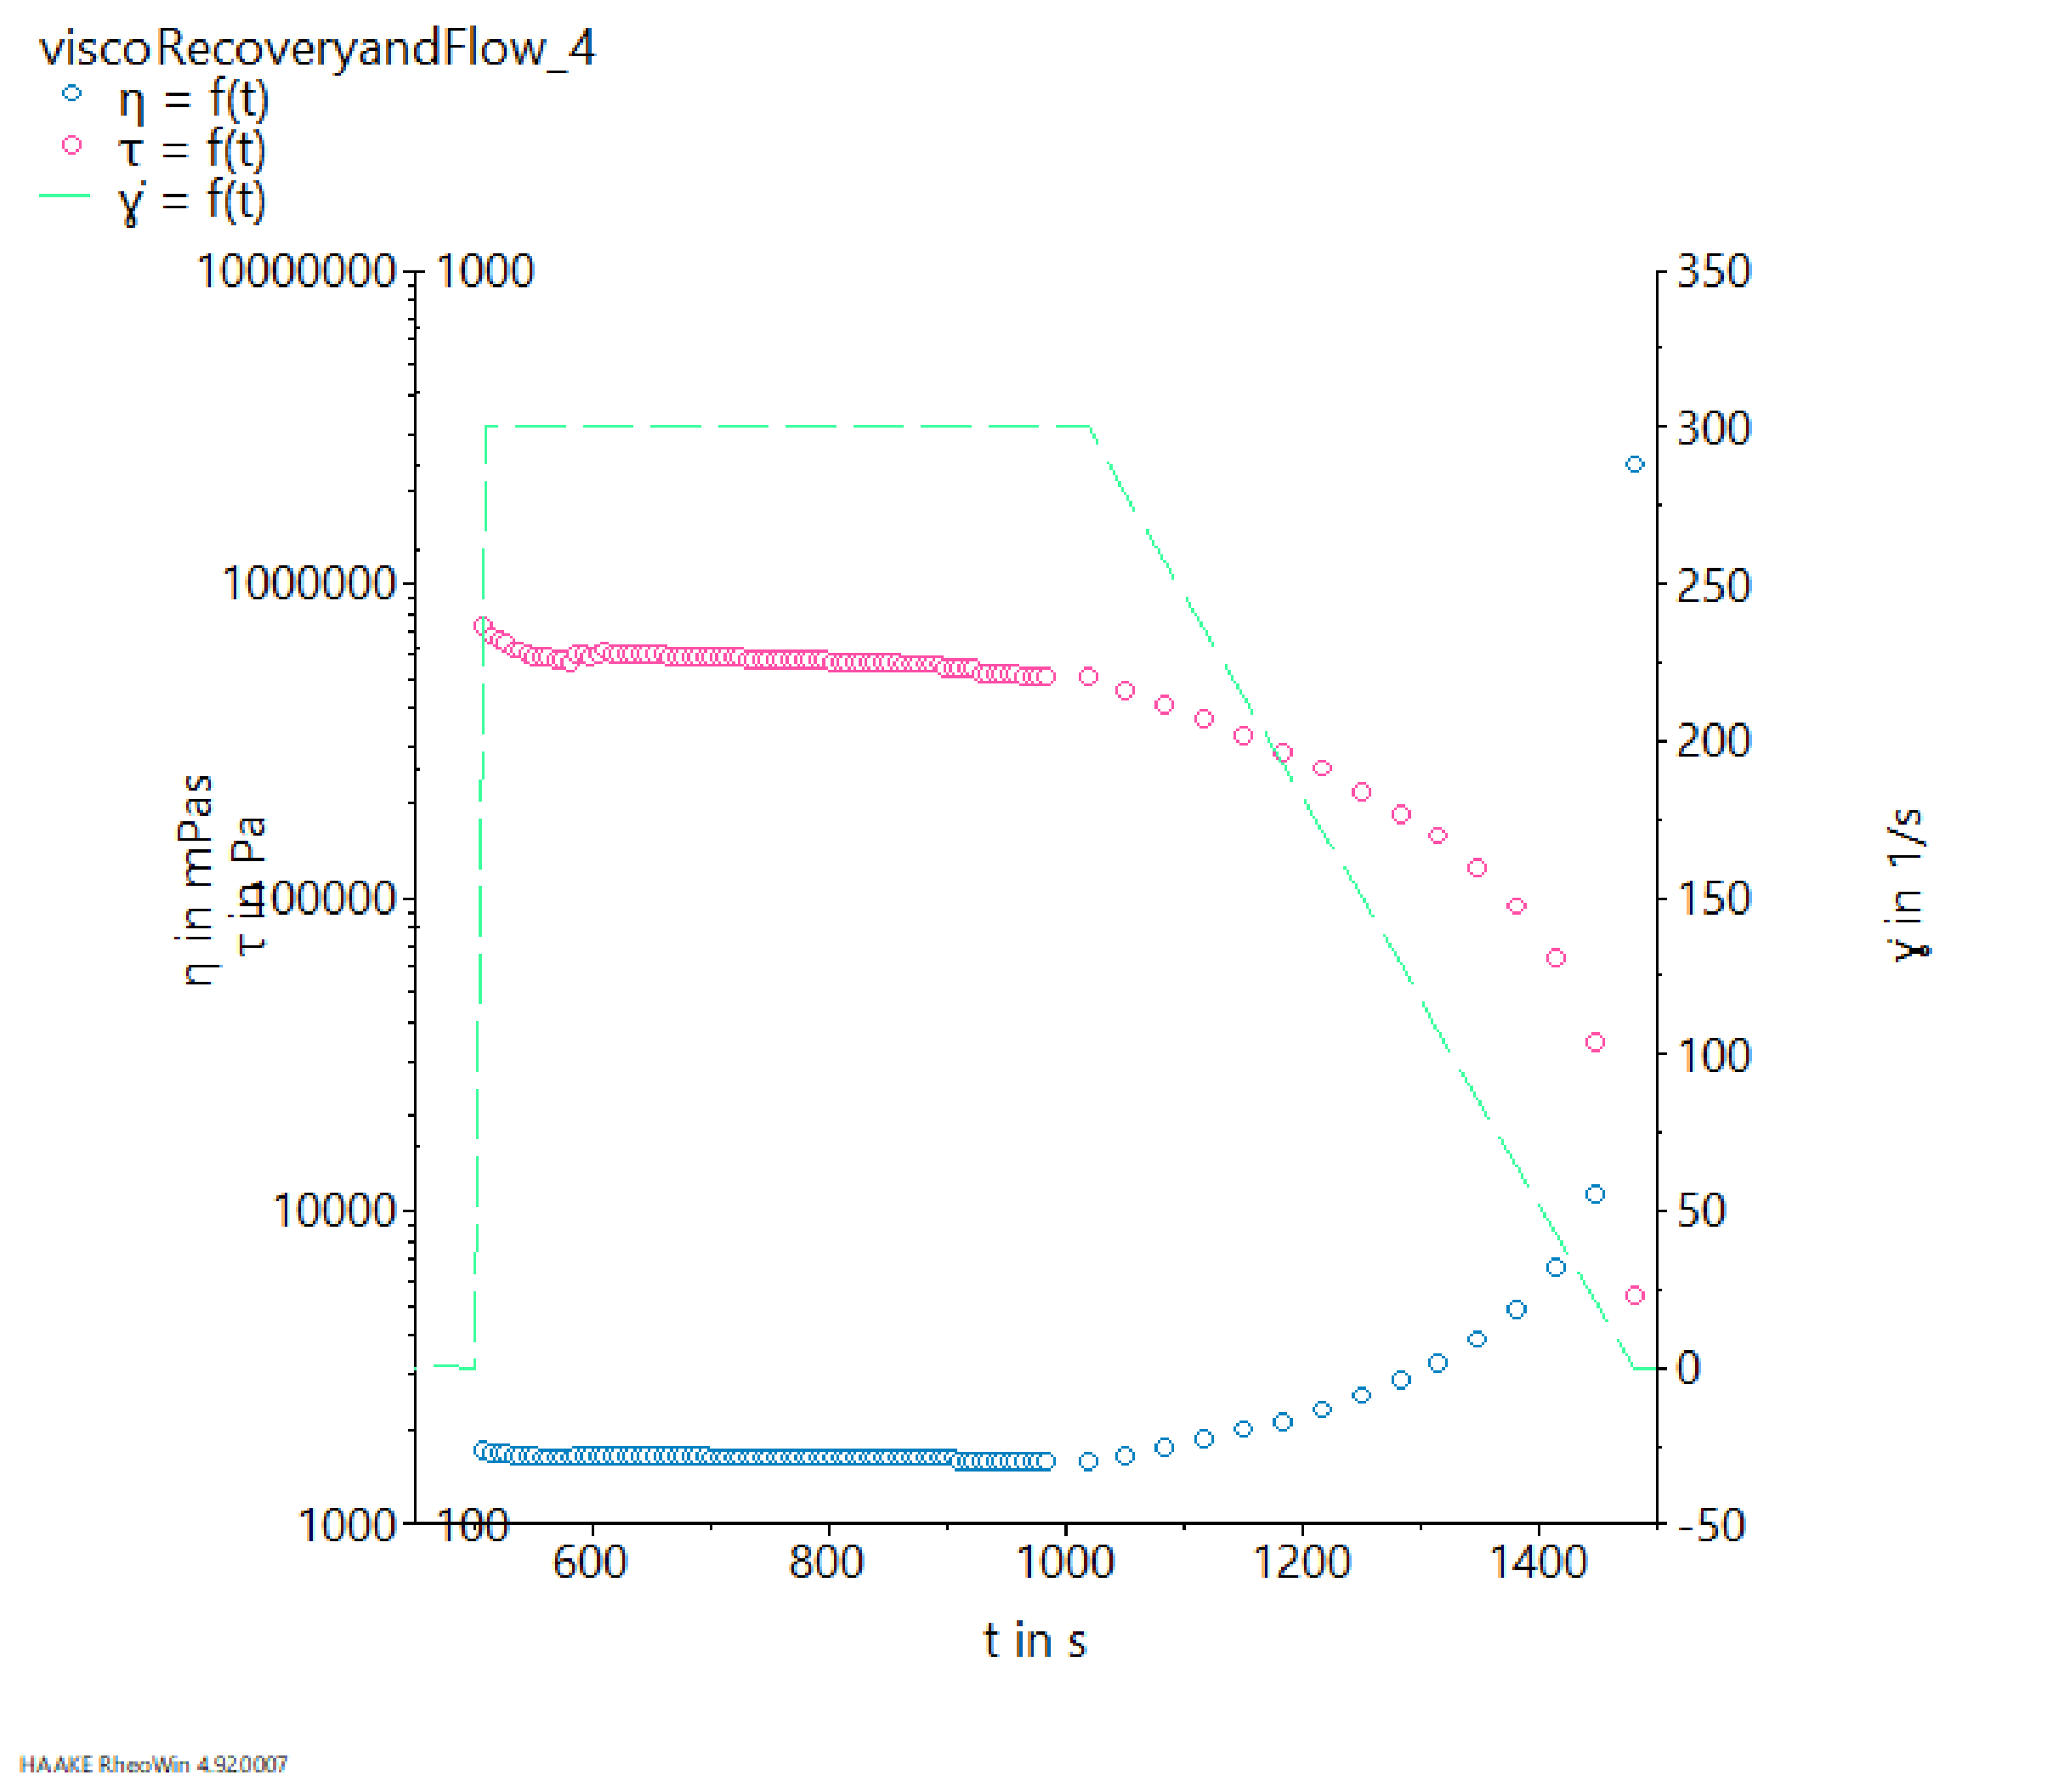 viscoRecoveryandFlow_4
η = f(t)
τ = f(t)
γ̇ = f(t)
10000000
1000
1000000
100000
10000
1000
100
η in mPas
τ in Pa
350
300
250
200
150
100
50
0
-50
γ̇ in 1/s
600 800 1000 1200 1400
t in s
HAAKE RheoWin 4.92.0007